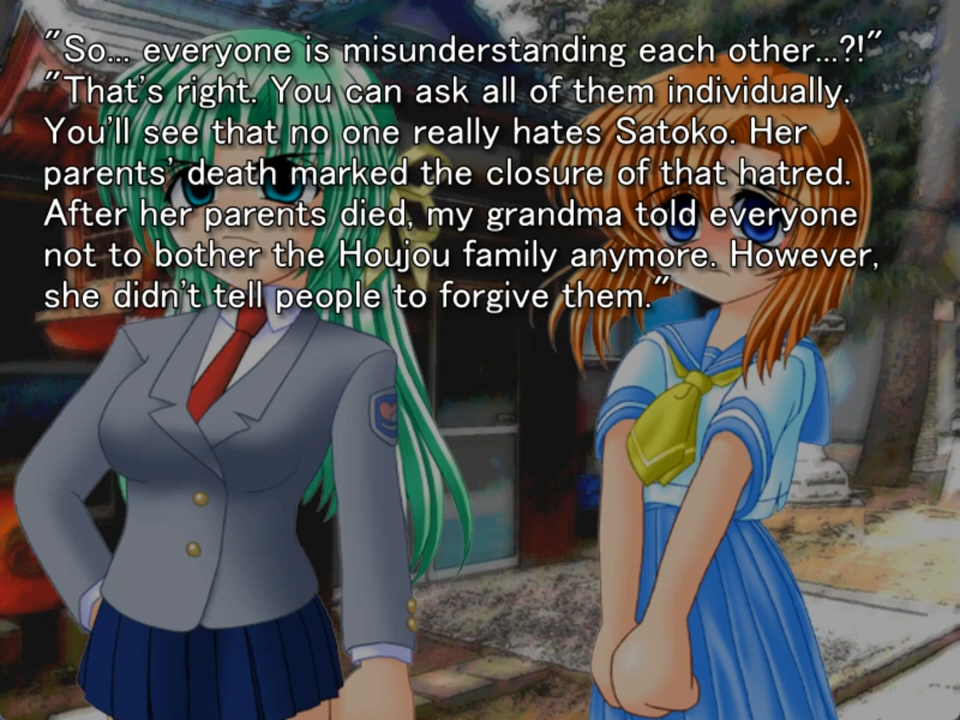 "So... everyone is misunderstanding each other...?!"
"That's right. You can ask all of them individually.
You'll see that no one really hates Satoko. Her
parents' death marked the closure of that hatred.
After her parents died, my grandma told everyone
not to bother the Houjou family anymore. However,
she didn't tell people to forgive them."